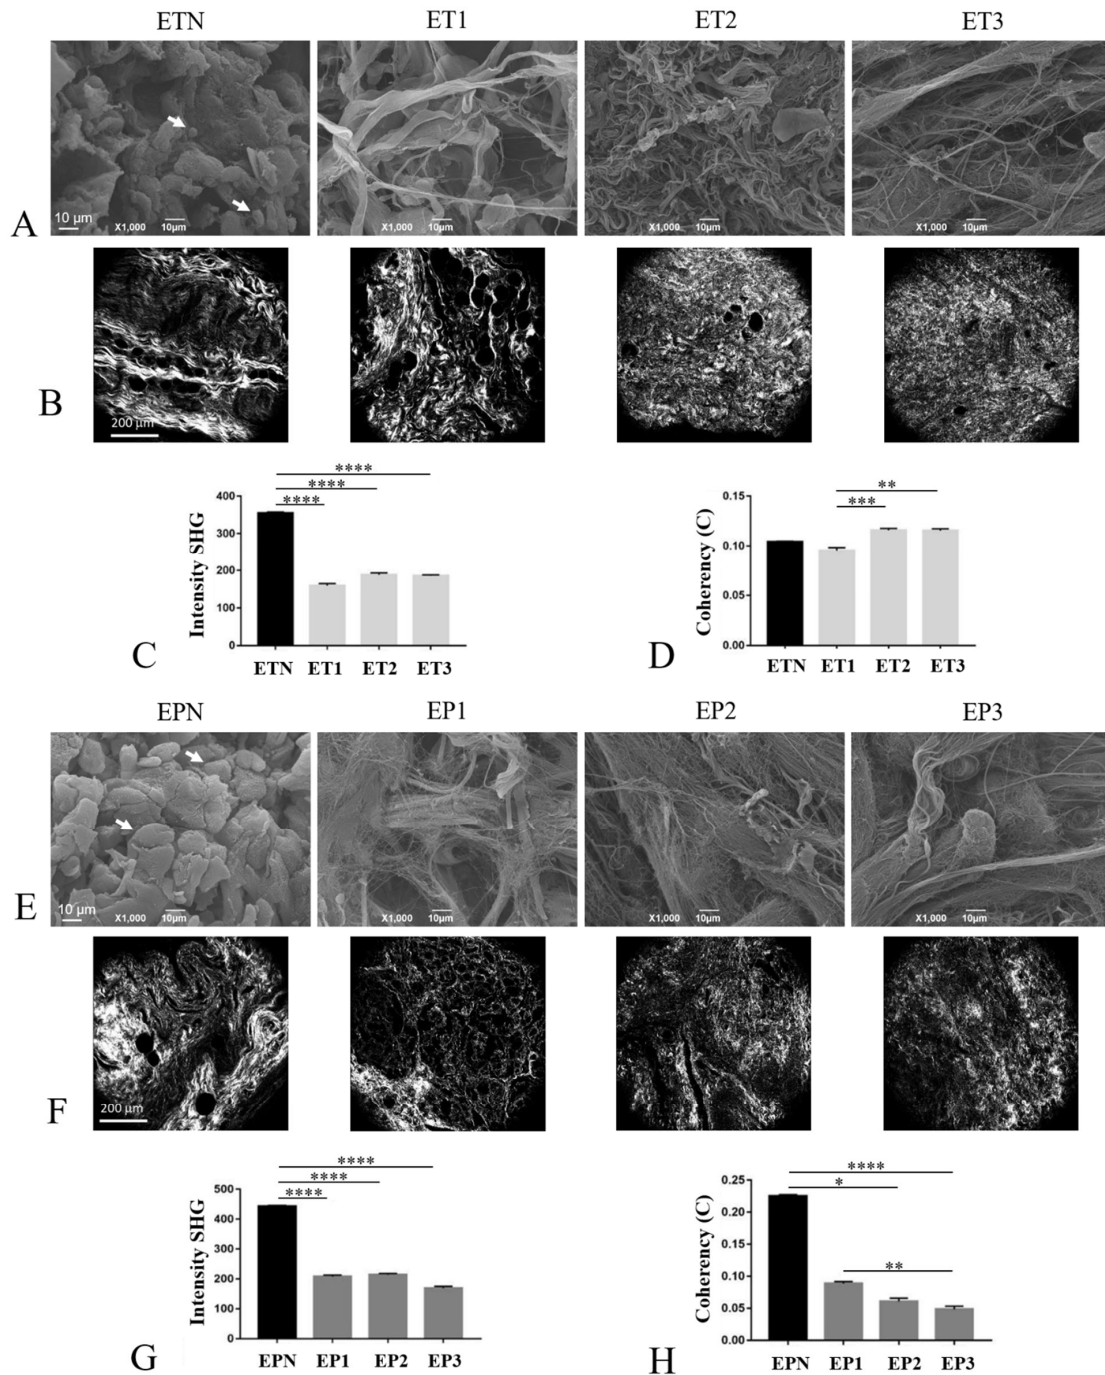 ETN ET1 ET2 ET3
10 µm X1,000 10µm X1,000 10µm X1,000 10µm X1,000 10µm
A
200 µm
B
**** **
**** ***
****
400 0.15
300 0.10
200 0.05
100 0.00
0
Intensity SHG Coherency (C)
C ETN ET1 ET2 ET3 D ETN ET1 ET2 ET3
EPN EP1 EP2 EP3
10 µm X1,000 10µm X1,000 10µm X1,000 10µm X1,000 10µm
E
200 µm
F
**** ****
**** *
**** **
500 0.25
400 0.20
300 0.15
200 0.10
100 0.05
0 0.00
Intensity SHG Coherency (C)
G EPN EP1 EP2 EP3 H EPN EP1 EP2 EP3